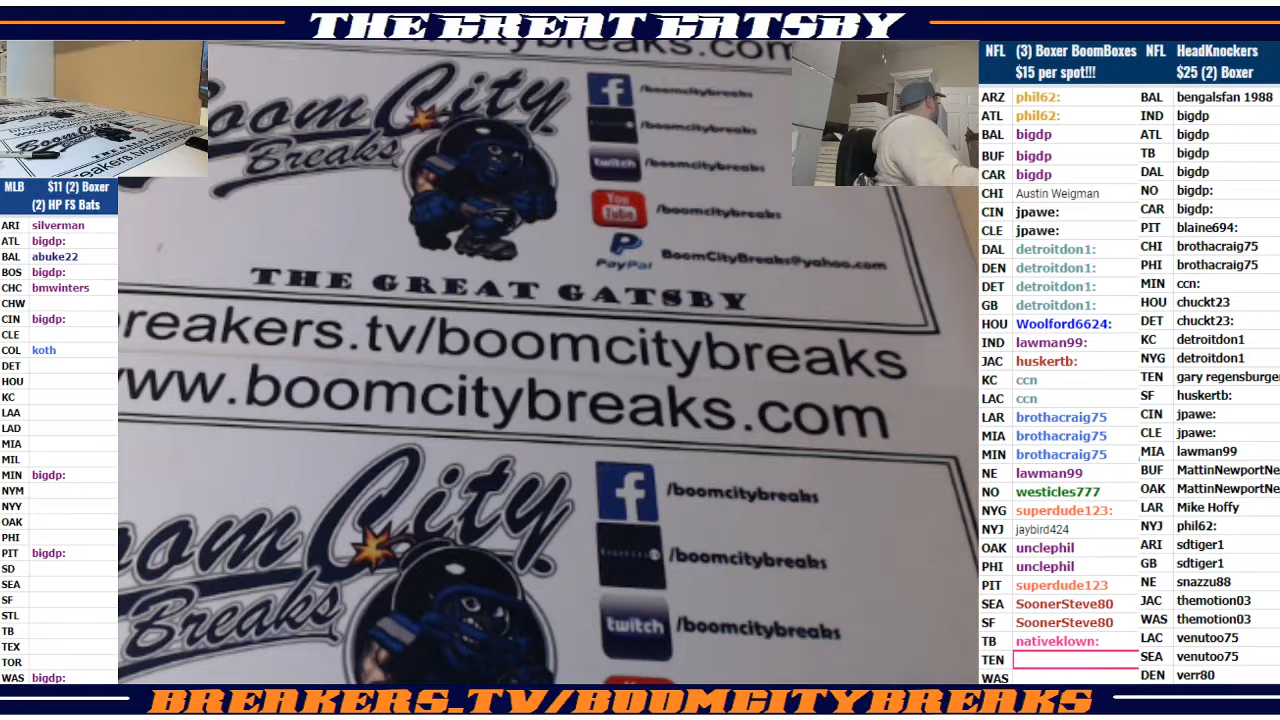 THE GREAT GATSBY
MLB $11 (2) Boxer
(2) HP FS Bats
ARI silverman
ATL bigdp:
BAL abuke22
BOS bigdp:
CHC bmwinters
CHW
CIN bigdp:
CLE
COL koth
DET
HOU
KC
LAA
LAD
MIA
MIL
MIN bigdp:
NYM
NYY
OAK
PHI
PIT bigdp:
SD
SEA
SF
STL
TB
TEX
TOR
WAS bigdp:
mcitybreaks.com
oom City
Breaks
/boomcitybreaks
/boomcitybreaks
twitch /boomcitybreaks
You Tube /boomcitybreaks
PayPal BoomCityBreaks@yahoo.com
THE GREAT GATSBY
reakers.tv/boomcitybreaks
www.boomcitybreaks.com
oom City
Breaks
/boomcitybreaks
/boomcitybreaks
twitch /boomcitybreaks
NFL (3) Boxer BoomBoxes
$15 per spot!!!
ARZ phil62:
ATL phil62:
BAL bigdp
BUF bigdp
CAR bigdp
CHI Austin Weigman
CIN jpawe:
CLE jpawe:
DAL detroitdon1:
DEN detroitdon1:
DET detroitdon1:
GB detroitdon1:
HOU Woolford6624:
IND lawman99:
JAC huskertb:
KC ccn
LAC ccn
LAR brothacraig75
MIA brothacraig75
MIN brothacraig75
NE lawman99
NO westicles777
NYG superdude123:
NYJ jaybird424
OAK unclephil
PHI unclephil
PIT superdude123
SEA SoonerSteve80
SF SoonerSteve80
TB nativeklown:
TEN
WAS
NFL HeadKnockers
$25 (2) Boxer
BAL bengalsfan 1988
IND bigdp
ATL bigdp
TB bigdp
DAL bigdp
NO bigdp:
CAR bigdp:
PIT blaine694:
CHI brothacraig75
PHI brothacraig75
MIN ccn:
HOU chuckt23
DET chuckt23:
KC detroitdon1
NYG detroitdon1
TEN gary regensburge
SF huskertb:
CIN jpawe:
CLE jpawe:
MIA lawman99
BUF MattinNewportNe
OAK MattinNewportNe
LAR Mike Hoffy
NYJ phil62:
ARI sdtiger1
GB sdtiger1
NE snazzu88
JAC themotion03
WAS themotion03
LAC venutoo75
SEA venutoo75
DEN verr80
BREAKERS.TV/BOOMCITYBREAKS